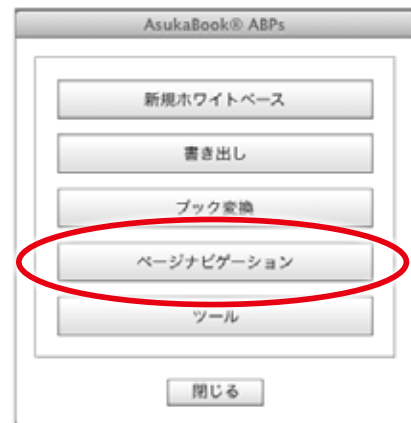 AsukaBook® ABPs
新規ホワイトベース
書き出し
ブック変換
ページナビゲーション
ツール
閉じる